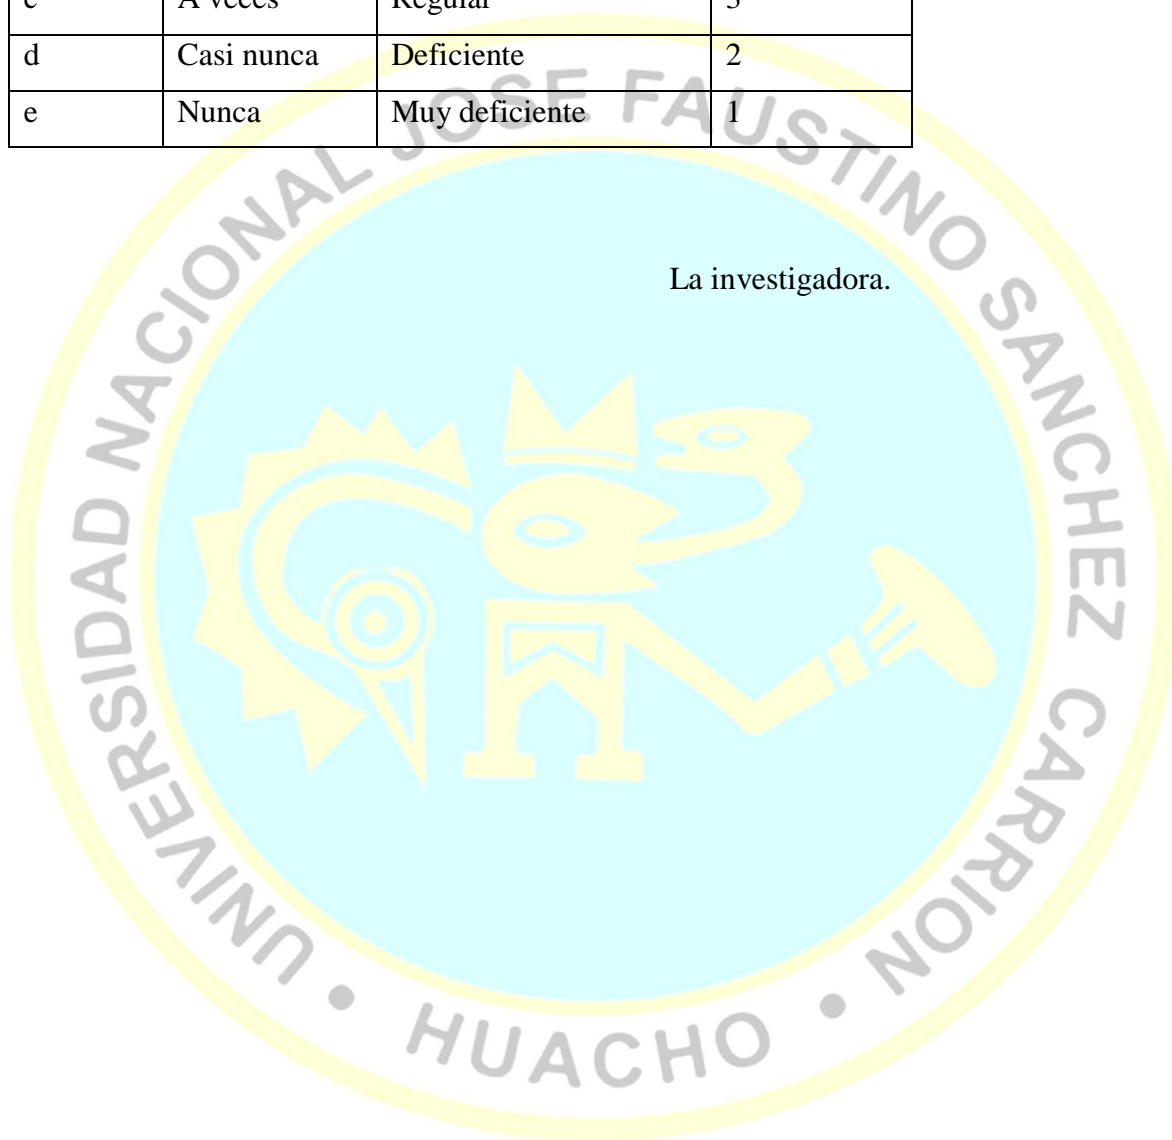 c A veces Regular 3
d Casi nunca Deficiente 2
e Nunca Muy deficiente 1
La investigadora.
UNIVERSIDAD NACIONAL JOSE FAUSTINO SANCHEZ CARRION • HUACHO •